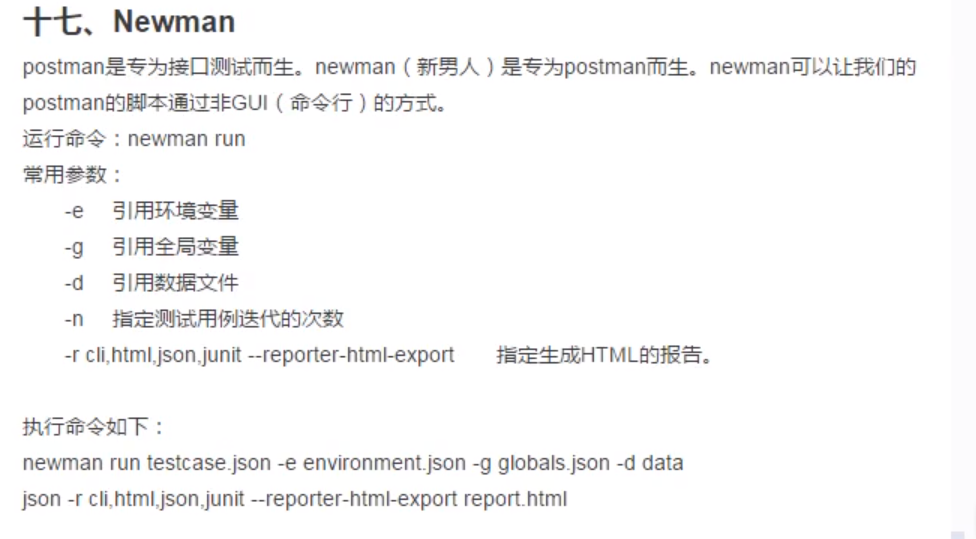 十七、Newman
postman是专为接口测试而生。newman（新男人）是专为postman而生。newman可以让我们的
postman的脚本通过非GUI（命令行）的方式。
运行命令：newman run
常用参数：
-e 引用环境变量
-g 引用全局变量
-d 引用数据文件
-n 指定测试用例迭代的次数
-r cli,html,json,junit --reporter-html-export 指定生成HTML的报告。
执行命令如下：
newman run testcase.json -e environment.json -g globals.json -d data
json -r cli,html,json,junit --reporter-html-export report.html